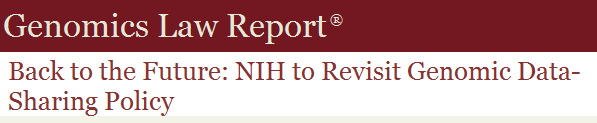 Genomics Law Report®
Back to the Future: NIH to Revisit Genomic Data-
Sharing Policy